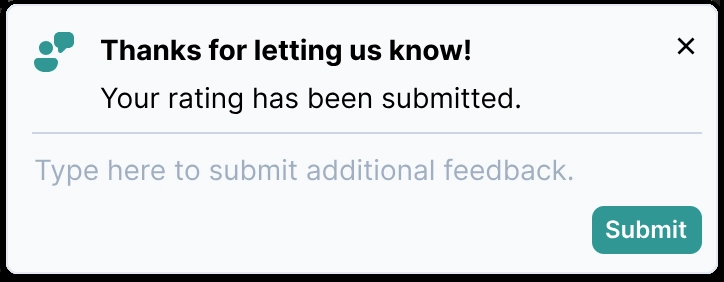 Thanks for letting us know!
Your rating has been submitted.
Type here to submit additional feedback.
Submit